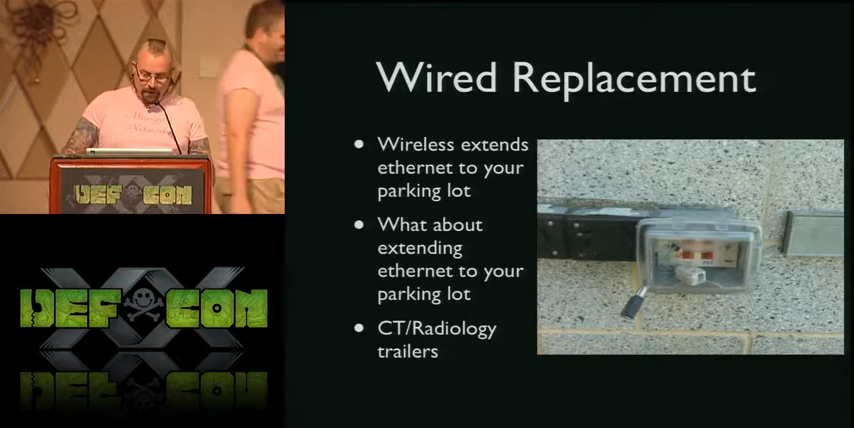 Wired Replacement
• Wireless extends
ethernet to your
parking lot
• What about
extending
ethernet to your
parking lot
• CT/Radiology
trailers
DEF CON
XX
DEF CON